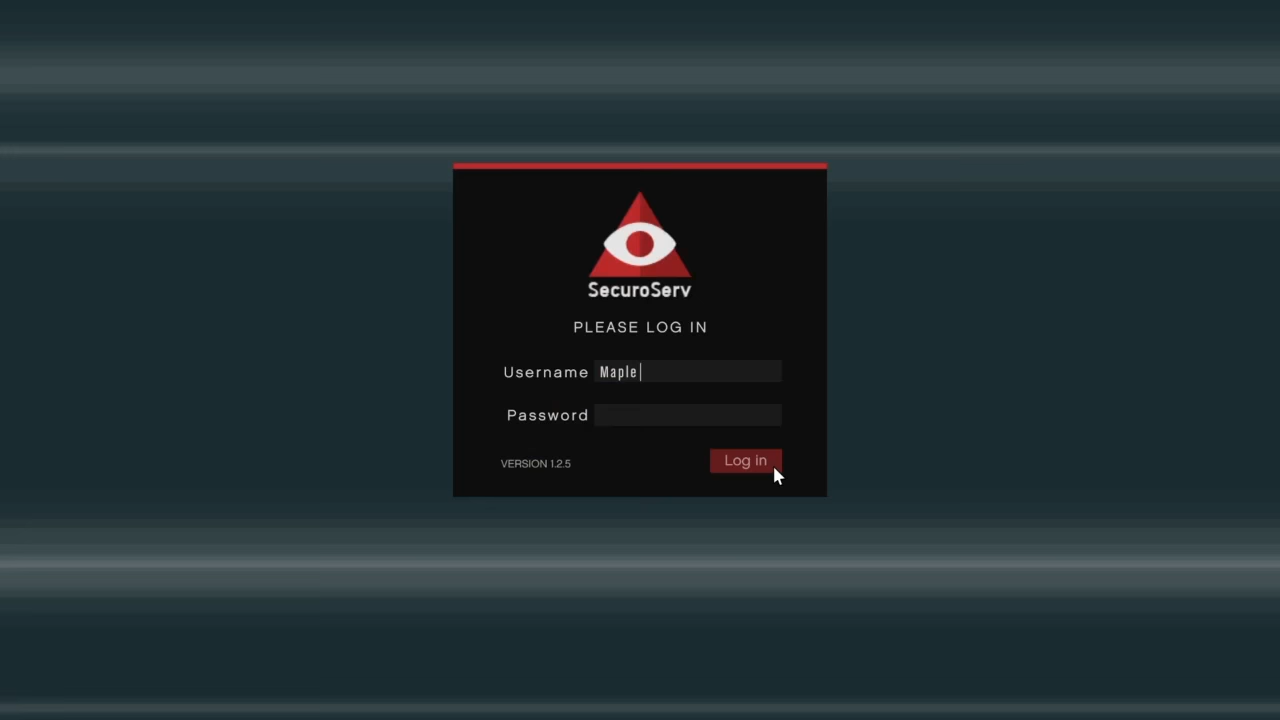 SecuroServ
PLEASE LOG IN
Username Maple
Password
VERSION 1.2.5 Log in